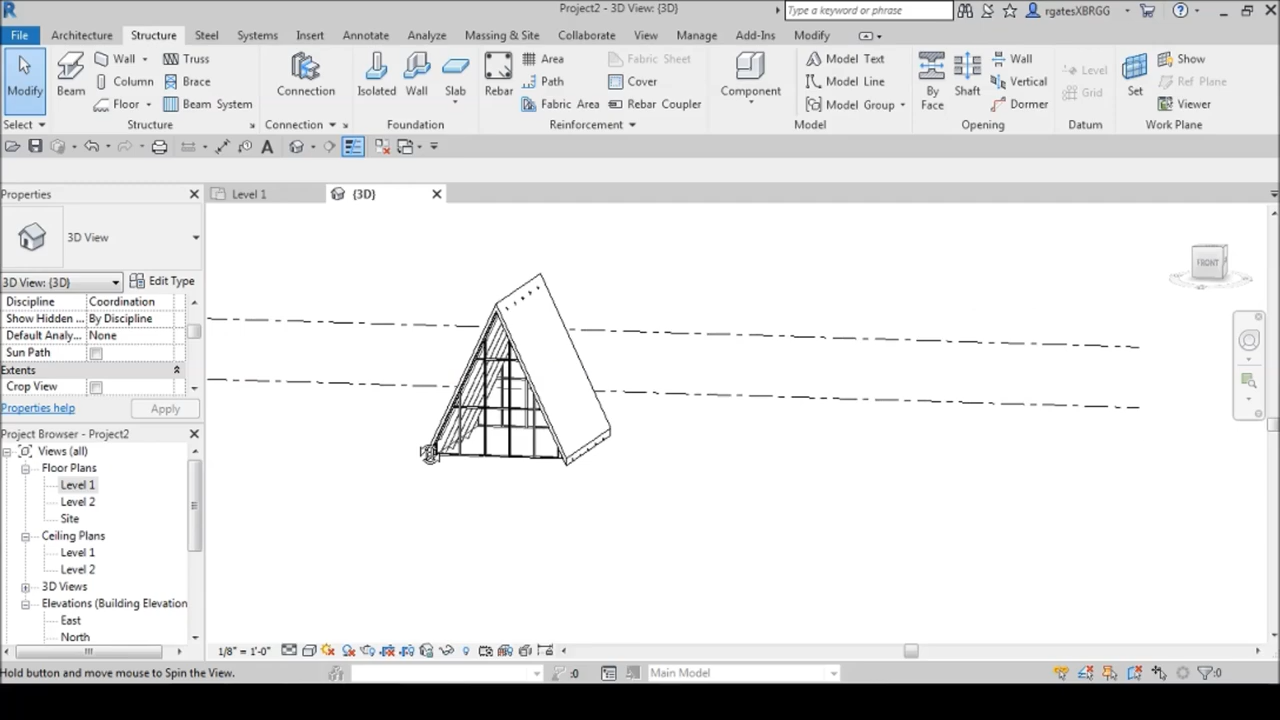 Project2 - 3D View: {3D}
Type a keyword or phrase
rgatesXBRGG
File Architecture Structure Steel Systems Insert Annotate Analyze Massing & Site Collaborate View Manage Add-Ins Modify
Modify
Select
Beam
Wall
Column
Floor
Truss
Brace
Beam System
Structure
Connection
Connection
Isolated
Wall
Slab
Foundation
Rebar
Area
Path
Fabric Area
Fabric Sheet
Cover
Rebar Coupler
Reinforcement
Component
Model Text
Model Line
Model Group
Model
By Face
Shaft
Wall
Vertical
Dormer
Opening
Level
Grid
Datum
Set
Show
Ref Plane
Viewer
Work Plane
Properties
Level 1
{3D}
3D View
3D View: {3D}
Edit Type
Discipline Coordination
Show Hidden ... By Discipline
Default Analy... None
Sun Path
Extents
Crop View
Properties help
Apply
FRONT
Project Browser - Project2
Views (all)
Floor Plans
Level 1
Level 2
Site
Ceiling Plans
Level 1
Level 2
3D Views
Elevations (Building Elevation
East
North
1/8" = 1'-0"
Hold button and move mouse to Spin the View.
:0
Main Model
:0